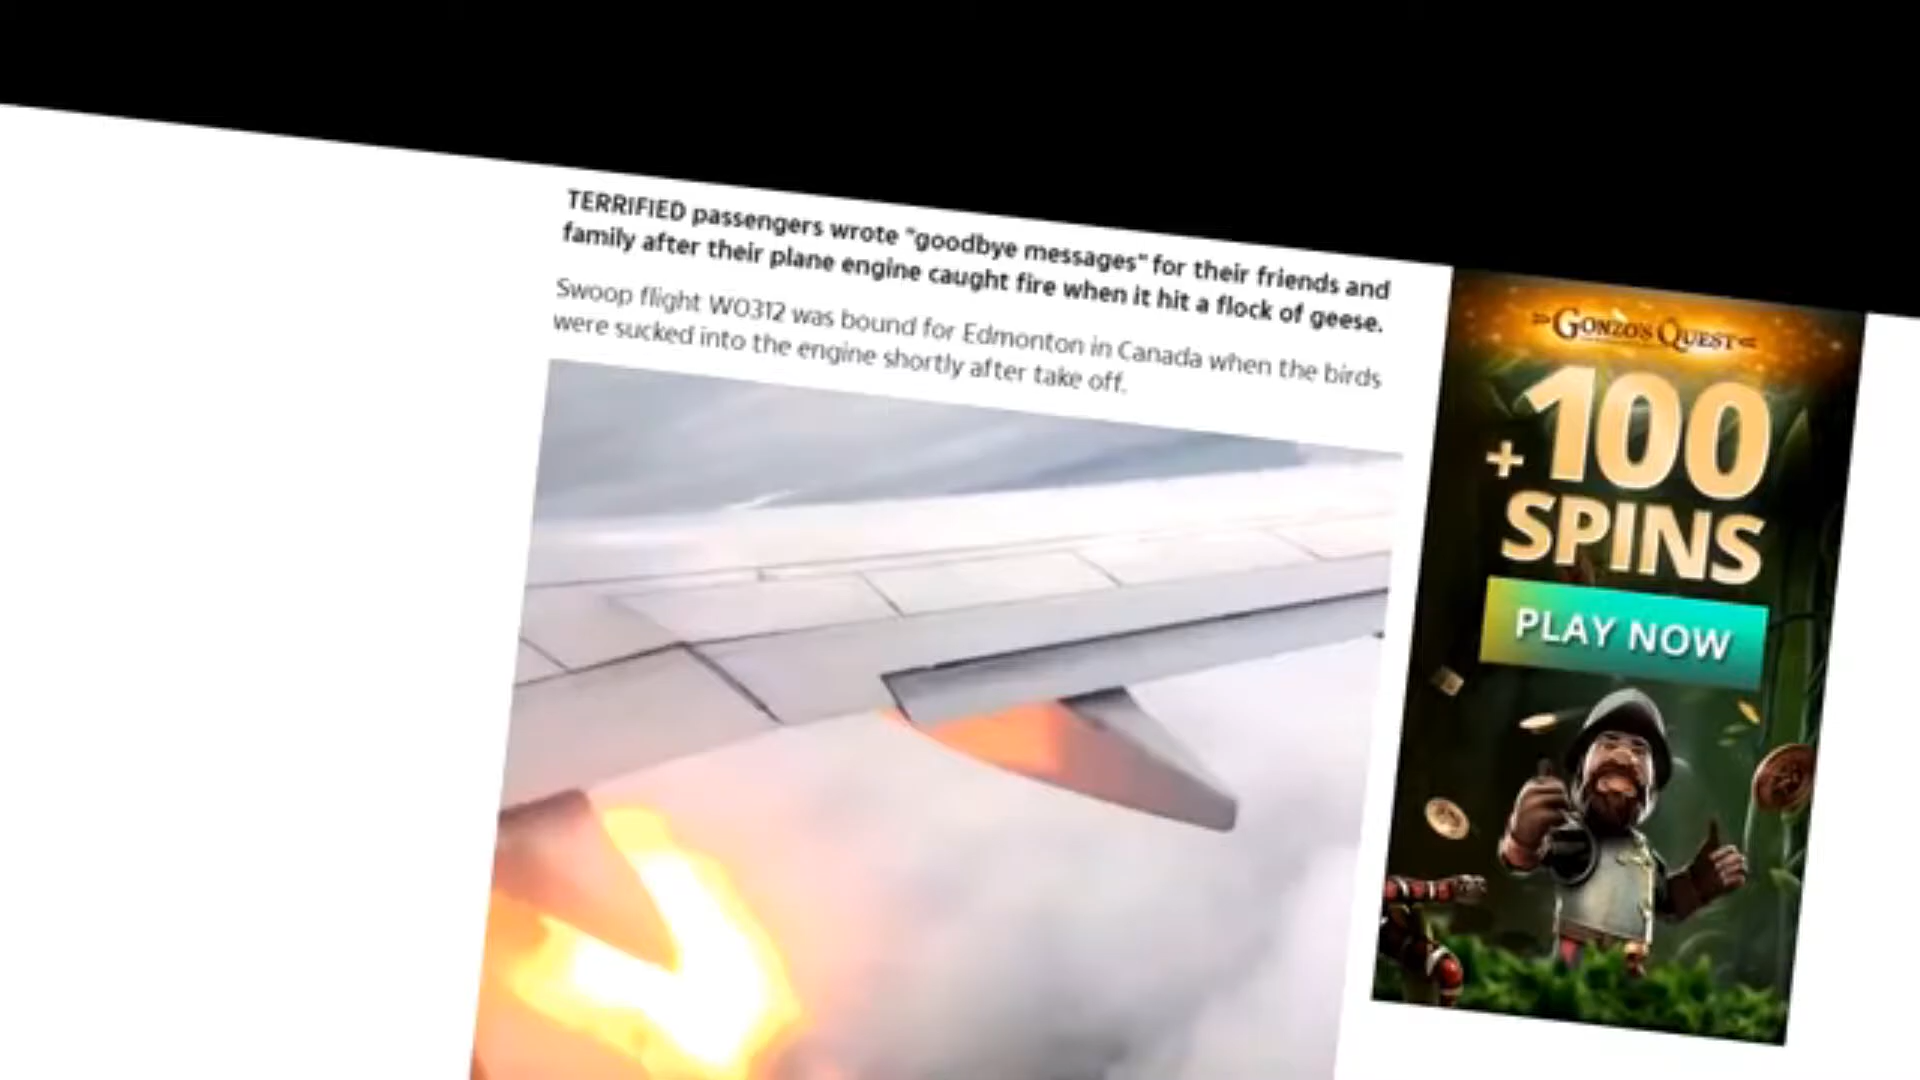 TERRIFIED passengers wrote "goodbye messages" for their friends and
family after their plane engine caught fire when it hit a flock of geese.
Swoop flight WO312 was bound for Edmonton in Canada when the birds
were sucked into the engine shortly after take off.
GONZO'S QUEST
+100
SPINS
PLAY NOW